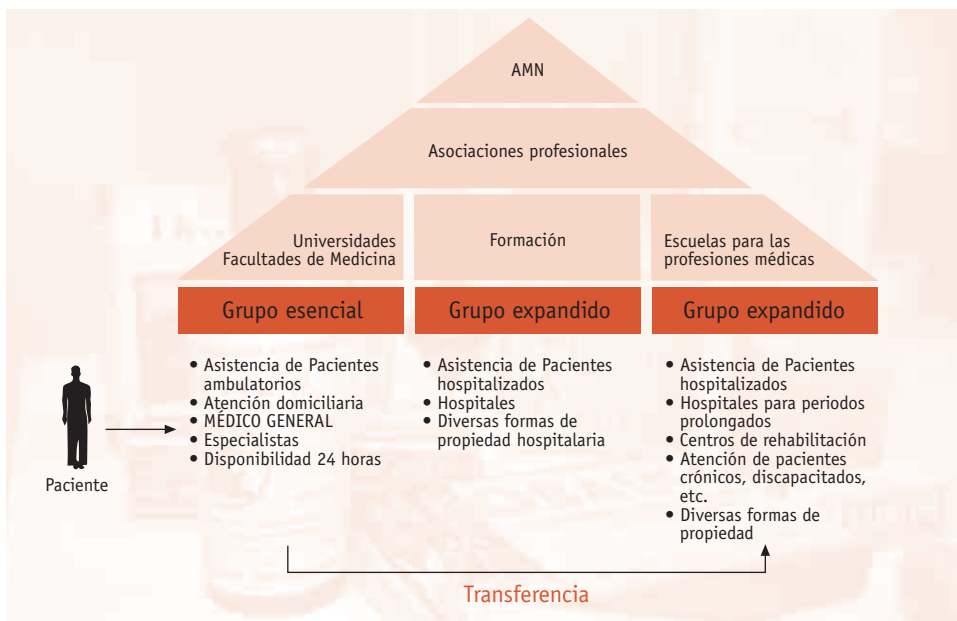 AMN
Asociaciones profesionales
Universidades
Facultades de Medicina
Formación
Escuelas para las
profesiones médicas
Grupo esencial
Grupo expandido
Grupo expandido
Paciente
• Asistencia de Pacientes
ambulatorios
• Atención domiciliaria
• MÉDICO GENERAL
• Especialistas
• Disponibilidad 24 horas
• Asistencia de Pacientes
hospitalizados
• Hospitales
• Diversas formas de
propiedad hospitalaria
• Asistencia de Pacientes
hospitalizados
• Hospitales para periodos
prolongados
• Centros de rehabilitación
• Atención de pacientes
crónicos, discapacitados,
etc.
• Diversas formas de
propiedad
Transferencia